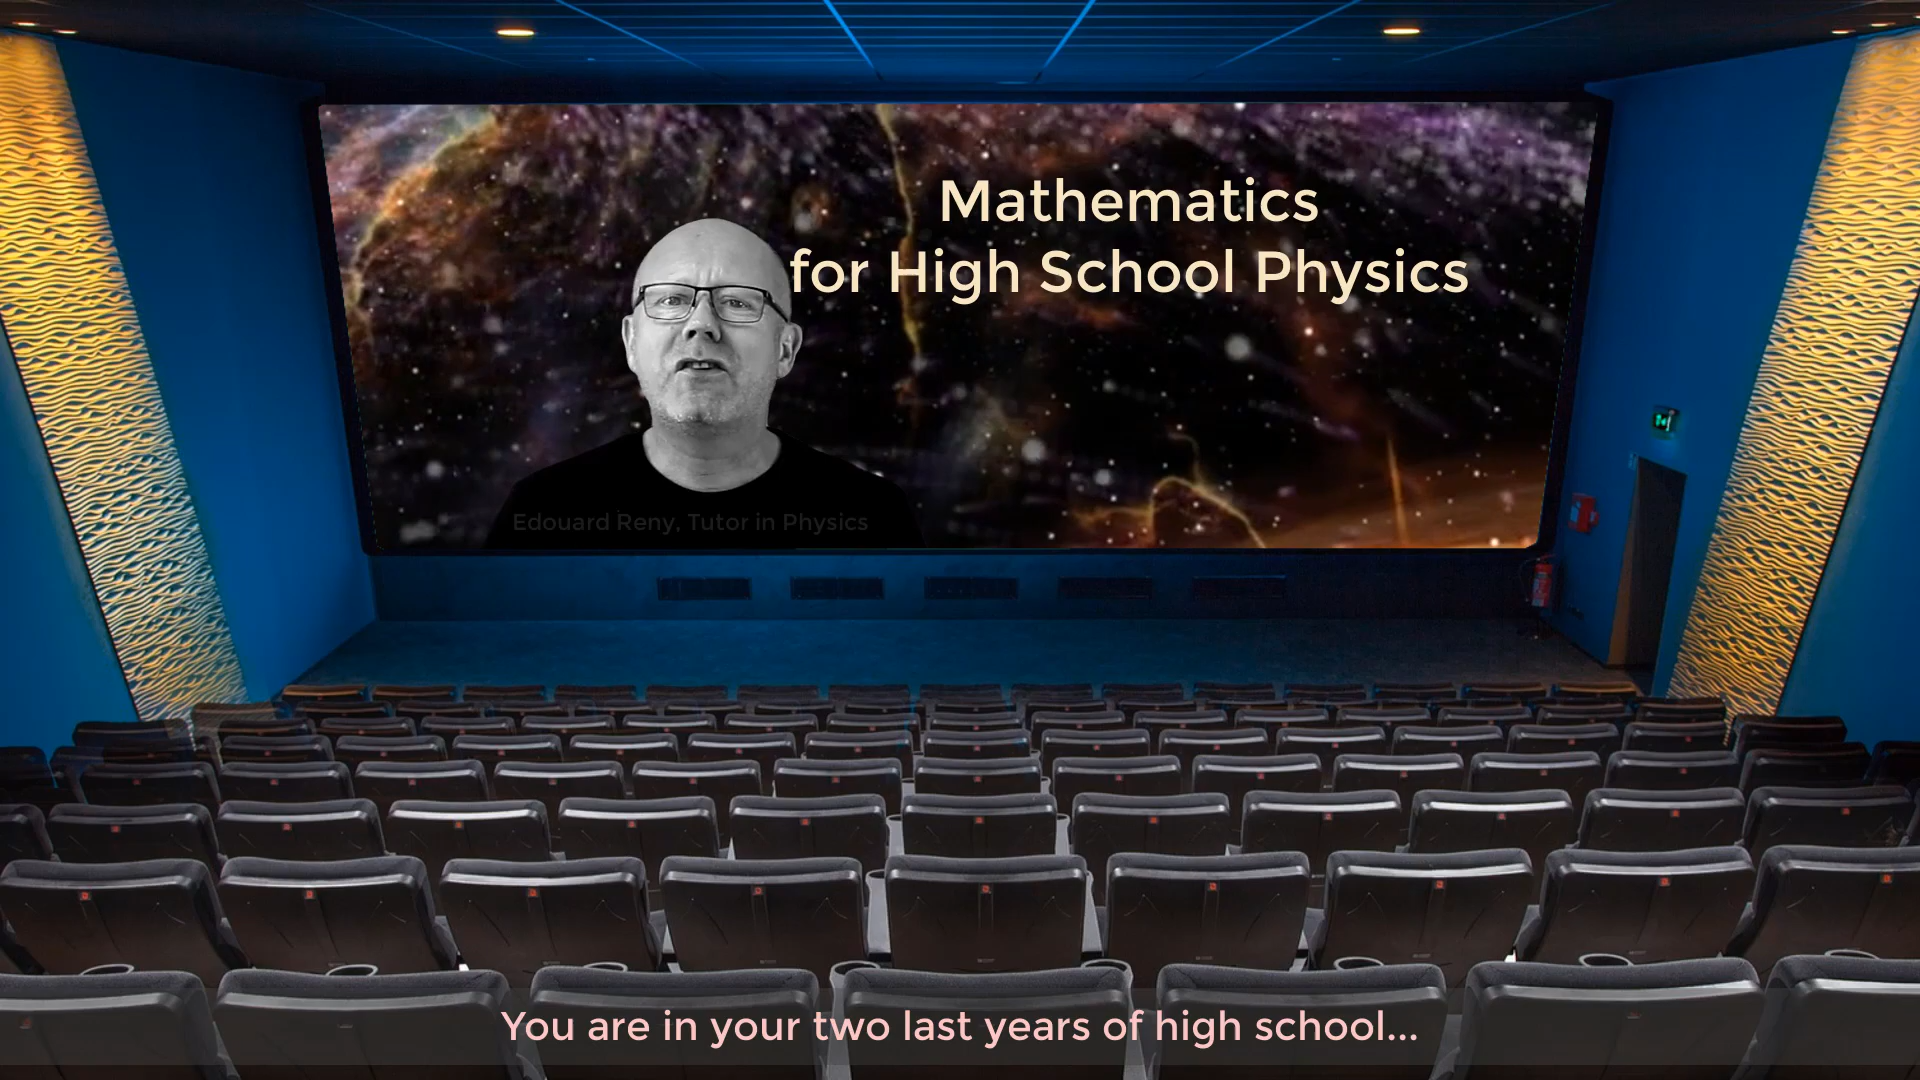 Mathematics
for High School Physics
Edouard Reny, Tutor in Physics
You are in your two last years of high school...